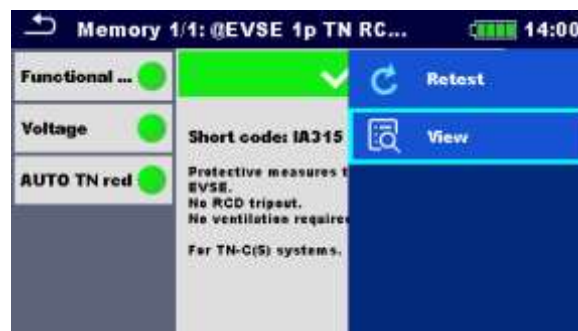 Memory 1/1: @EVSE 1p TN RC...
14:00
Functional ...
Voltage
AUTO TN red
Short code: IA315
Protective measures t
EVSE.
No RCD tripout.
No ventilation require
For TN-C(S) systems.
Retest
View